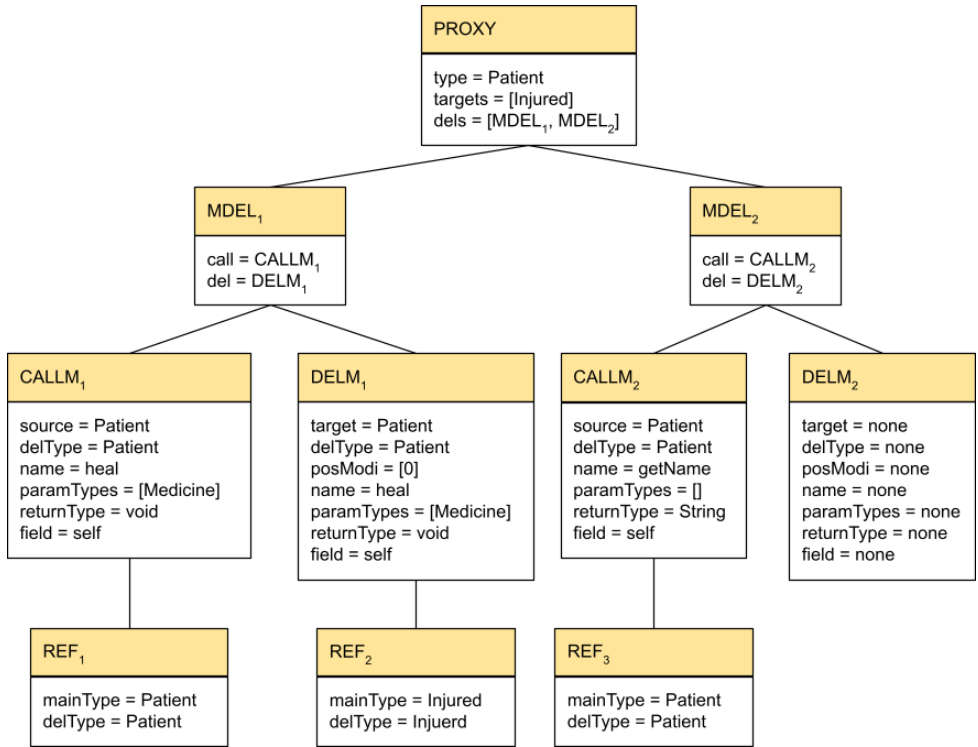 PROXY
type = Patient
targets = [Injured]
dels = [MDEL₁, MDEL₂]
MDEL₁
call = CALLM₁
del = DELM₁
MDEL₂
call = CALLM₂
del = DELM₂
CALLM₁
source = Patient
delType = Patient
name = heal
paramTypes = [Medicine]
returnType = void
field = self
DELM₁
target = Patient
delType = Patient
posModi = [0]
name = heal
paramTypes = [Medicine]
returnType = void
field = self
CALLM₂
source = Patient
delType = Patient
name = getName
paramTypes = []
returnType = String
field = self
DELM₂
target = none
delType = none
posModi = none
name = none
paramTypes = none
returnType = none
field = none
REF₁
mainType = Patient
delType = Patient
REF₂
mainType = Injured
delType = Injuerd
REF₃
mainType = Patient
delType = Patient